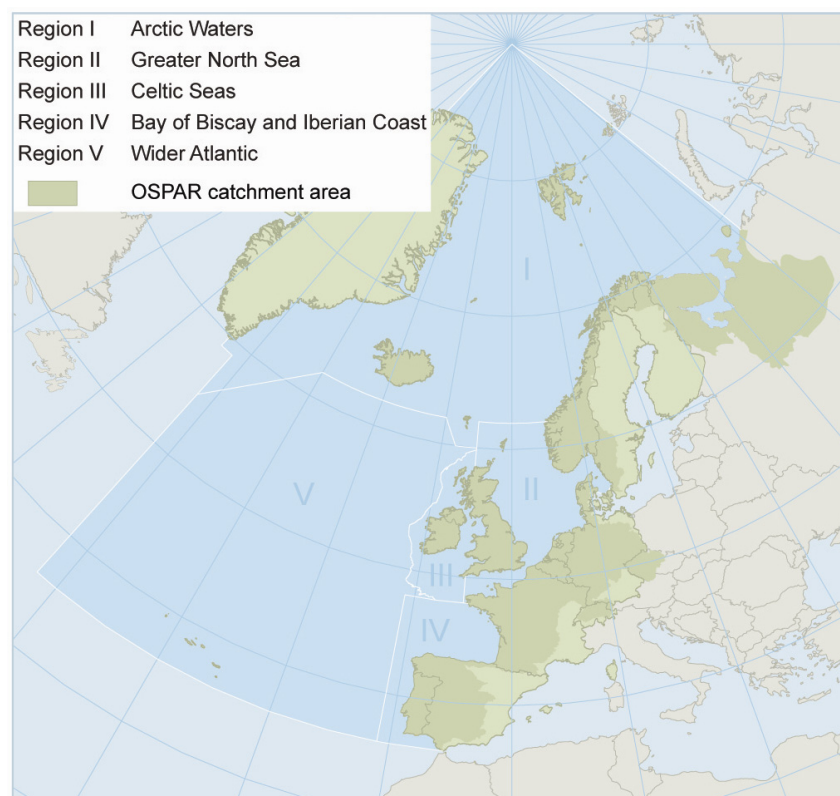 Region I Arctic Waters
Region II Greater North Sea
Region III Celtic Seas
Region IV Bay of Biscay and Iberian Coast
Region V Wider Atlantic
OSPAR catchment area
I
II
V
III
IV